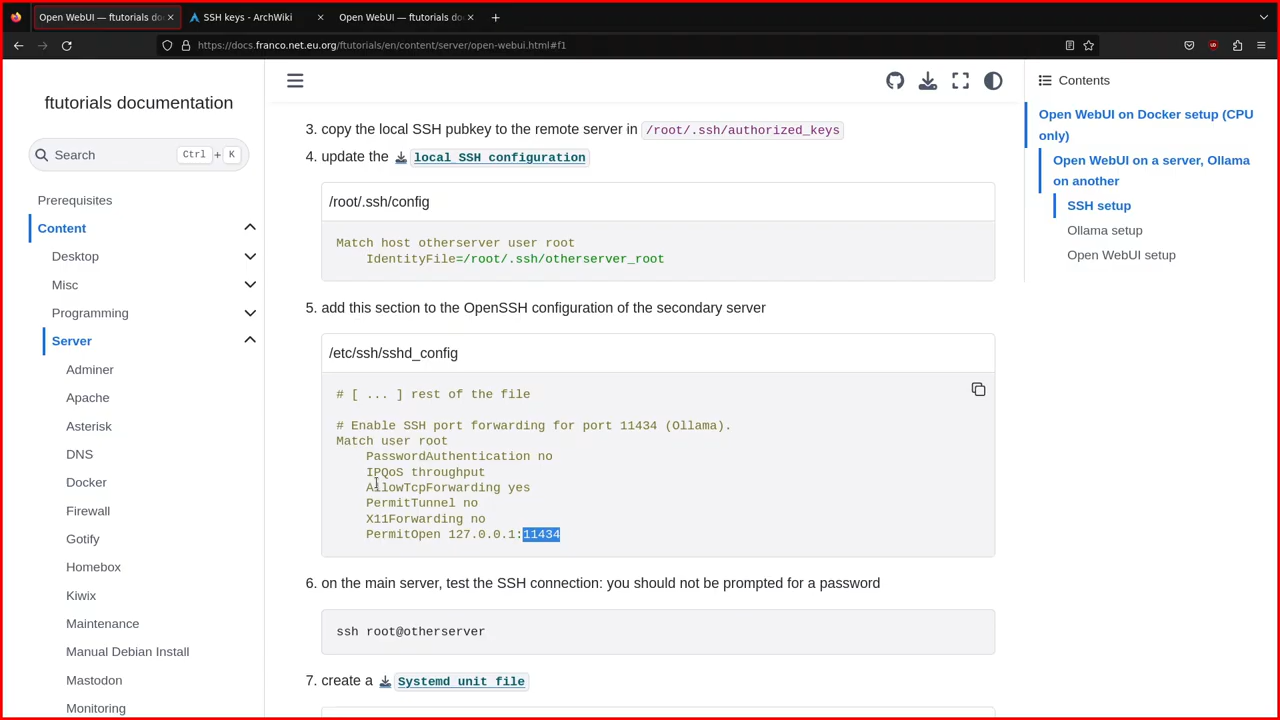 Open WebUI — ftutorials do
SSH keys - ArchWiki
Open WebUI — ftutorials do
https://docs.franco.net.eu.org/ftutorials/en/content/server/open-webui.html#f1
ftutorials documentation
Search Ctrl + K
Prerequisites
Content
Desktop
Misc
Programming
Server
Adminer
Apache
Asterisk
DNS
Docker
Firewall
Gotify
Homebox
Kiwix
Maintenance
Manual Debian Install
Mastodon
Monitoring
3. copy the local SSH pubkey to the remote server in /root/.ssh/authorized_keys
4. update the local SSH configuration
/root/.ssh/config
Match host otherserver user root
IdentityFile=/root/.ssh/otherserver_root
5. add this section to the OpenSSH configuration of the secondary server
/etc/ssh/sshd_config
# [ ... ] rest of the file
# Enable SSH port forwarding for port 11434 (Ollama).
Match user root
PasswordAuthentication no
IPQoS throughput
AllowTcpForwarding yes
PermitTunnel no
X11Forwarding no
PermitOpen 127.0.0.1:11434
6. on the main server, test the SSH connection: you should not be prompted for a password
ssh root@otherserver
7. create a Systemd unit file
Contents
Open WebUI on Docker setup (CPU
only)
Open WebUI on a server, Ollama
on another
SSH setup
Ollama setup
Open WebUI setup